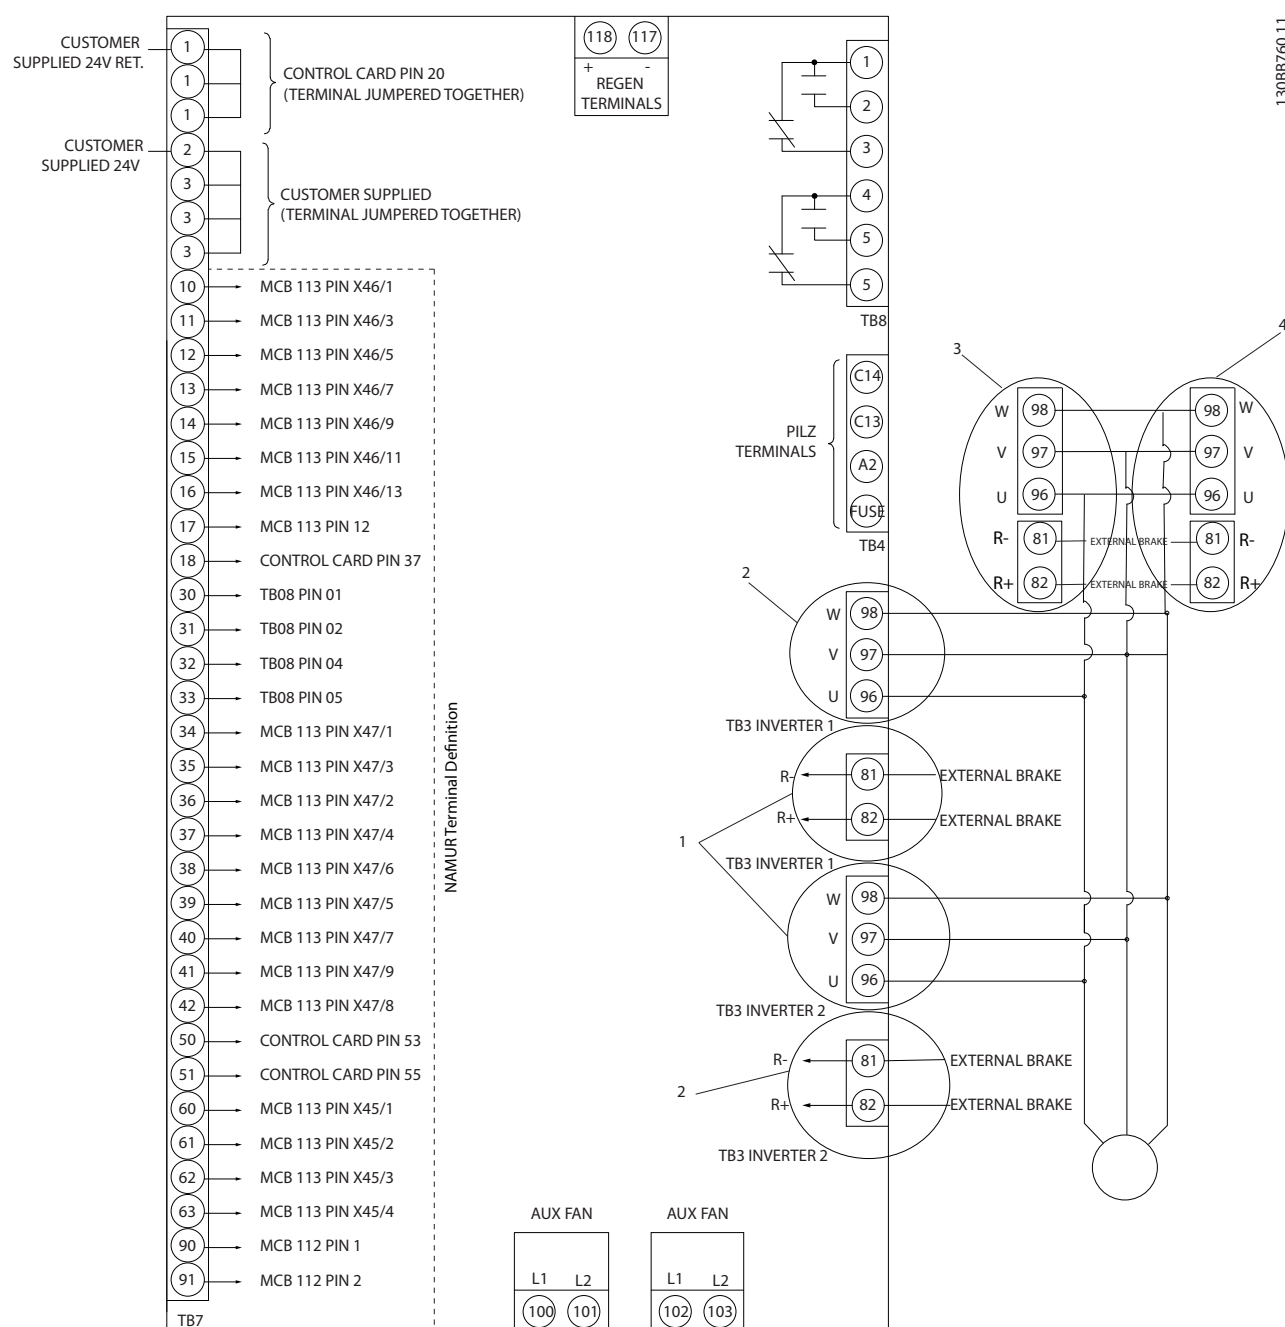 CUSTOMER
SUPPLIED 24V RET.
1
1
1
CONTROL CARD PIN 20
(TERMINAL JUMPERED TOGETHER)
CUSTOMER
SUPPLIED 24V
2
3
3
3
CUSTOMER SUPPLIED
(TERMINAL JUMPERED TOGETHER)
10 MCB 113 PIN X46/1
11 MCB 113 PIN X46/3
12 MCB 113 PIN X46/5
13 MCB 113 PIN X46/7
14 MCB 113 PIN X46/9
15 MCB 113 PIN X46/11
16 MCB 113 PIN X46/13
17 MCB 113 PIN 12
18 CONTROL CARD PIN 37
30 TB08 PIN 01
31 TB08 PIN 02
32 TB08 PIN 04
33 TB08 PIN 05
34 MCB 113 PIN X47/1
35 MCB 113 PIN X47/3
36 MCB 113 PIN X47/2
37 MCB 113 PIN X47/4
38 MCB 113 PIN X47/6
39 MCB 113 PIN X47/5
40 MCB 113 PIN X47/7
41 MCB 113 PIN X47/9
42 MCB 113 PIN X47/8
50 CONTROL CARD PIN 53
51 CONTROL CARD PIN 55
60 MCB 113 PIN X45/1
61 MCB 113 PIN X45/2
62 MCB 113 PIN X45/3
63 MCB 113 PIN X45/4
90 MCB 112 PIN 1
91 MCB 112 PIN 2
TB7
NAMUR Terminal Definition
118 117
+ -
REGEN
TERMINALS
1
2
3
4
5
5
TB8
PILZ
TERMINALS
C14
C13
A2
FUSE
TB4
2
W 98
V 97
U 96
TB3 INVERTER 1
1
R- 81 EXTERNAL BRAKE
R+ 82 EXTERNAL BRAKE
TB3 INVERTER 1
W 98
V 97
U 96
TB3 INVERTER 2
2
R- 81 EXTERNAL BRAKE
R+ 82 EXTERNAL BRAKE
TB3 INVERTER 2
AUX FAN
L1 L2
100 101
AUX FAN
L1 L2
102 103
130BB760.11
3 4
W 98 98 W
V 97 97 V
U 96 96 U
R- 81 EXTERNAL BRAKE 81 R-
R+ 82 EXTERNAL BRAKE 82 R+